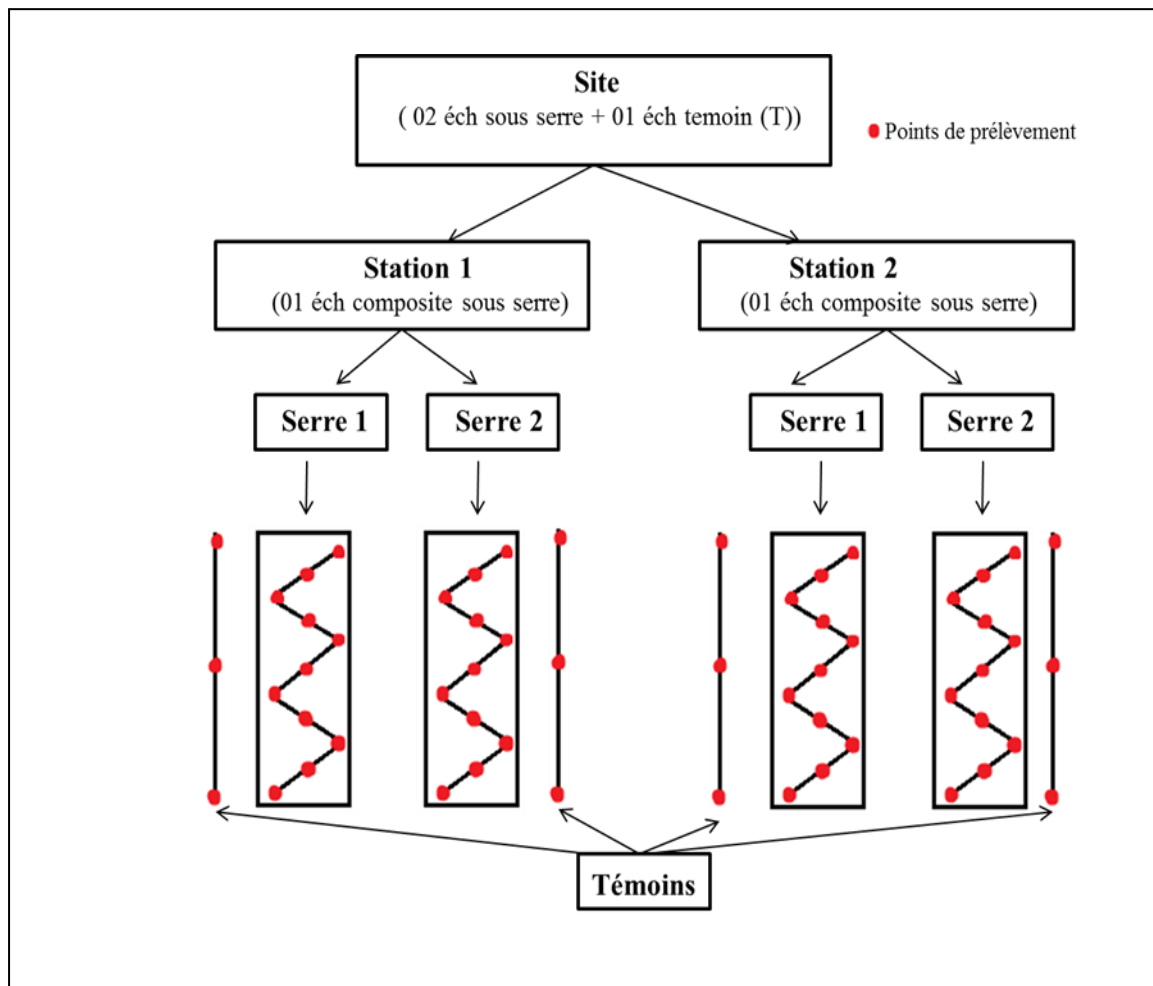 Site
( 02 éch sous serre + 01 éch temoin (T))
Points de prélèvement
Station 1
(01 éch composite sous serre)
Station 2
(01 éch composite sous serre)
Serre 1
Serre 2
Serre 1
Serre 2
Témoins